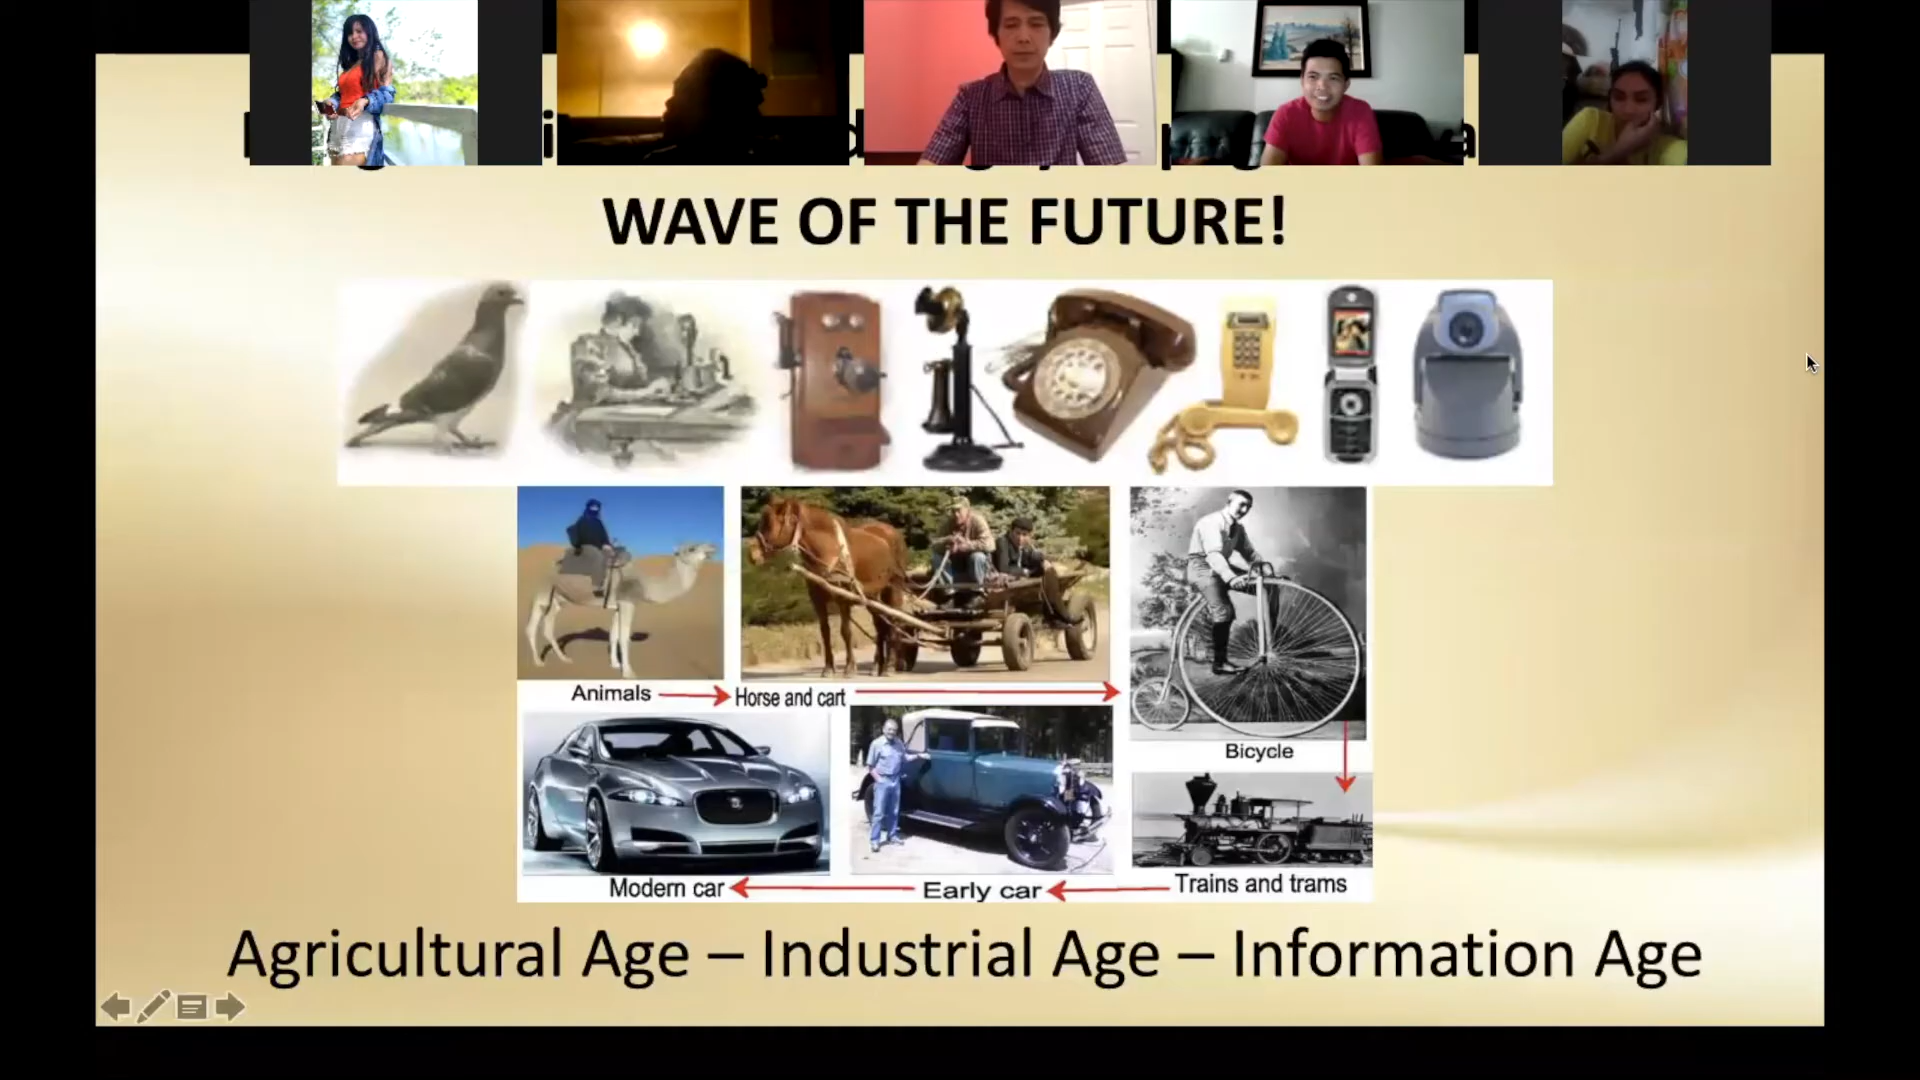 WAVE OF THE FUTURE!
Animals
Horse and cart
Bicycle
Modern car
Early car
Trains and trams
Agricultural Age – Industrial Age – Information Age